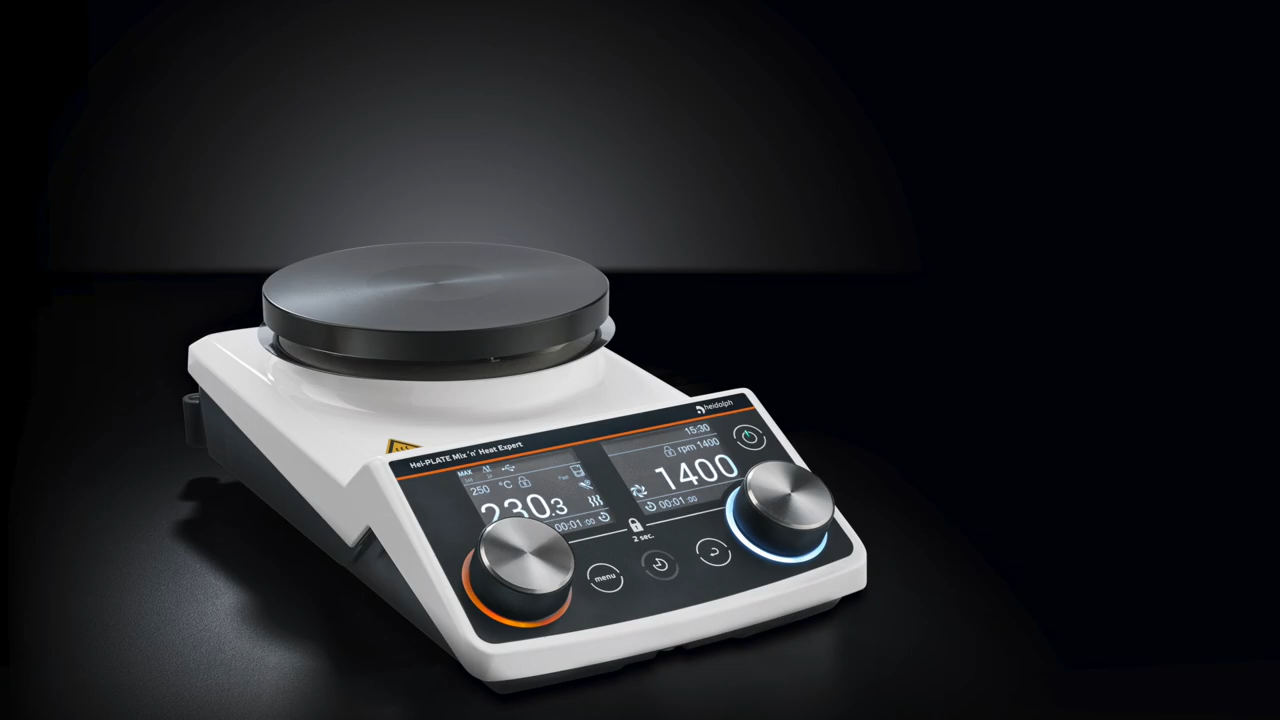 heidolph
Hei-PLATE Mix 'n' Heat Expert
MAX
250 °C
Fast
230.3
00:01:00
15:30
rpm 1400
1400
00:01:00
2 sec.
menu